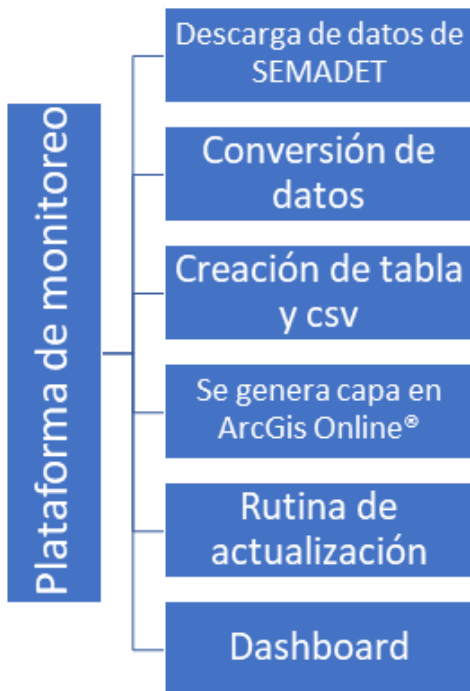 Plataforma de monitoreo
Descarga de datos de
SEMADET
Conversión de
datos
Creación de tabla
y csv
Se genera capa en
ArcGis Online®
Rutina de
actualización
Dashboard